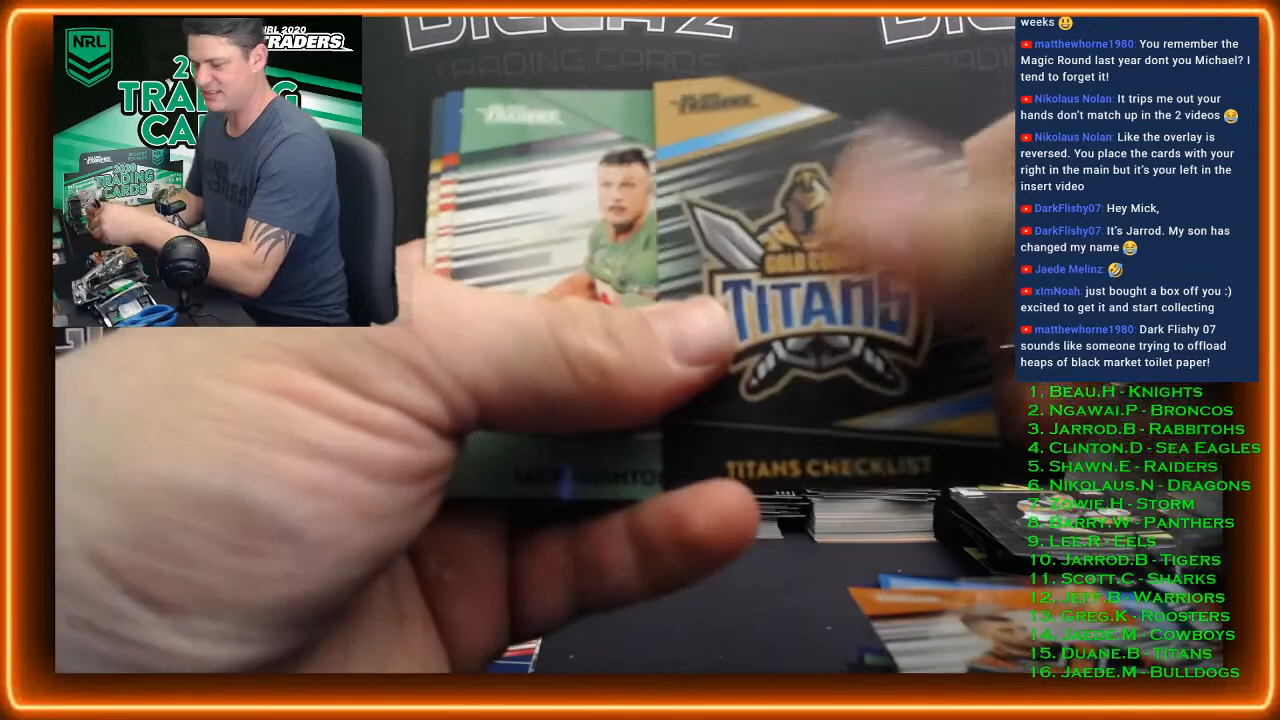 NRL
NRL 2020
TRADERS
TRADING CARDS
2020
TRADING
CARDS
TRADERS
TRADERS
GOLD
TITANS
TITANS CHECKLIST
weeks 😃
matthewhorne1980: You remember the
Magic Round last year dont you Michael? I
tend to forget it!
Nikolaus Nolan: It trips me out your
hands don't match up in the 2 videos 😂
Nikolaus Nolan: Like the overlay is
reversed. You place the cards with your
right in the main but it's your left in the
insert video
DarkFlishy07: Hey Mick,
DarkFlishy07: It's Jarrod. My son has
changed my name 😂
Jaede Melinz: 🤣
xImNoah: just bought a box off you :)
excited to get it and start collecting
matthewhorne1980: Dark Flishy 07
sounds like someone trying to offload
heaps of black market toilet paper!
1. Beau.H - Knights
2. Ngawai.P - Broncos
3. Jarrod.B - Rabbitohs
4. Clinton.D - Sea Eagles
5. Shawn.E - Raiders
6. Nikolaus.N - Dragons
7. Zowie.H - Storm
8. Barry.W - Panthers
9. Lee.R - Eels
10. Jarrod.B - Tigers
11. Scott.C - Sharks
12. Jeff.B - Warriors
13. Greg.K - Roosters
14. Jaede.M - Cowboys
15. Duane.B - Titans
16. Jaede.M - Bulldogs